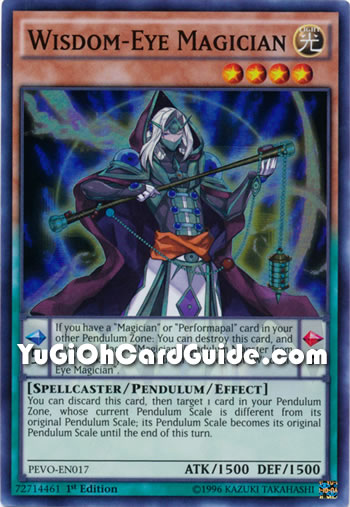 WISDOM-EYE MAGICIAN
LIGHT
光
If you have a "Magician" or "Performapal" card in your
other Pendulum Zone: You can destroy this card, and
YuGiOhCardGuide.com
Eye Magician".
[SPELLCASTER/PENDULUM/EFFECT]
You can discard this card, then target 1 card in your Pendulum
Zone, whose current Pendulum Scale is different from its
original Pendulum Scale; its Pendulum Scale becomes its original
Pendulum Scale until the end of this turn.
PEVO-EN017
ATK/1500 DEF/1500
72714461 1st Edition
©1996 KAZUKI TAKAHASHI